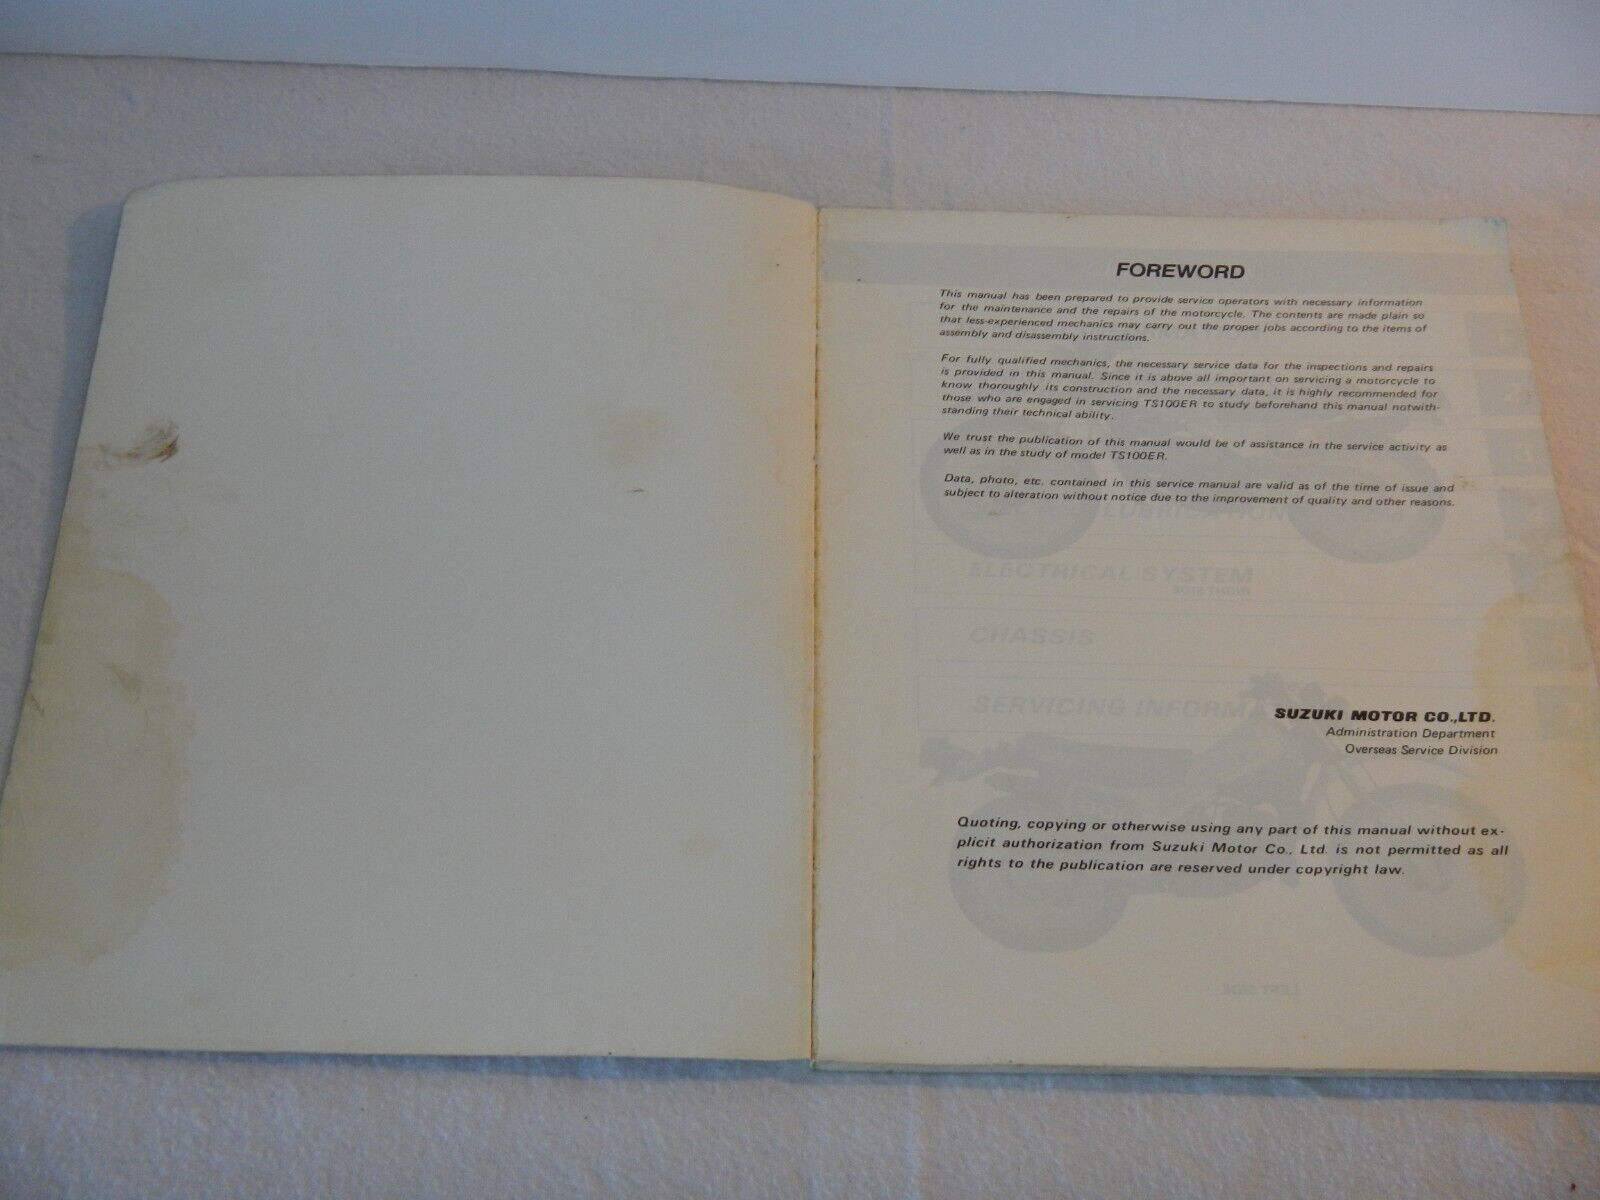 FOREWORD
This manual has been prepared to provide service operators with necessary information
for the maintenance and the repairs of the motorcycle. The contents are made plain so
that less-experienced mechanics may carry out the proper jobs according to the items of
assembly and disassembly instructions.
For fully qualified mechanics, the necessary service data for the inspections and repairs
is provided in this manual. Since it is above all important on servicing a motorcycle to
know thoroughly its construction and the necessary data, it is highly recommended for
those who are engaged in servicing TS100ER to study beforehand this manual notwith-
standing their technical ability.
We trust the publication of this manual would be of assistance in the service activity as
well as in the study of model TS100ER.
Data, photo, etc. contained in this service manual are valid as of the time of issue and
subject to alteration without notice due to the improvement of quality and other reasons.
LUBRICATION
ELECTRICAL SYSTEM
RIGHT SIDE
CHASSIS
SERVICING INFORMA
SUZUKI MOTOR CO.,LTD.
Administration Department
Overseas Service Division
Quoting, copying or otherwise using any part of this manual without ex-
plicit authorization from Suzuki Motor Co., Ltd. is not permitted as all
rights to the publication are reserved under copyright law.
LEFT SIDE